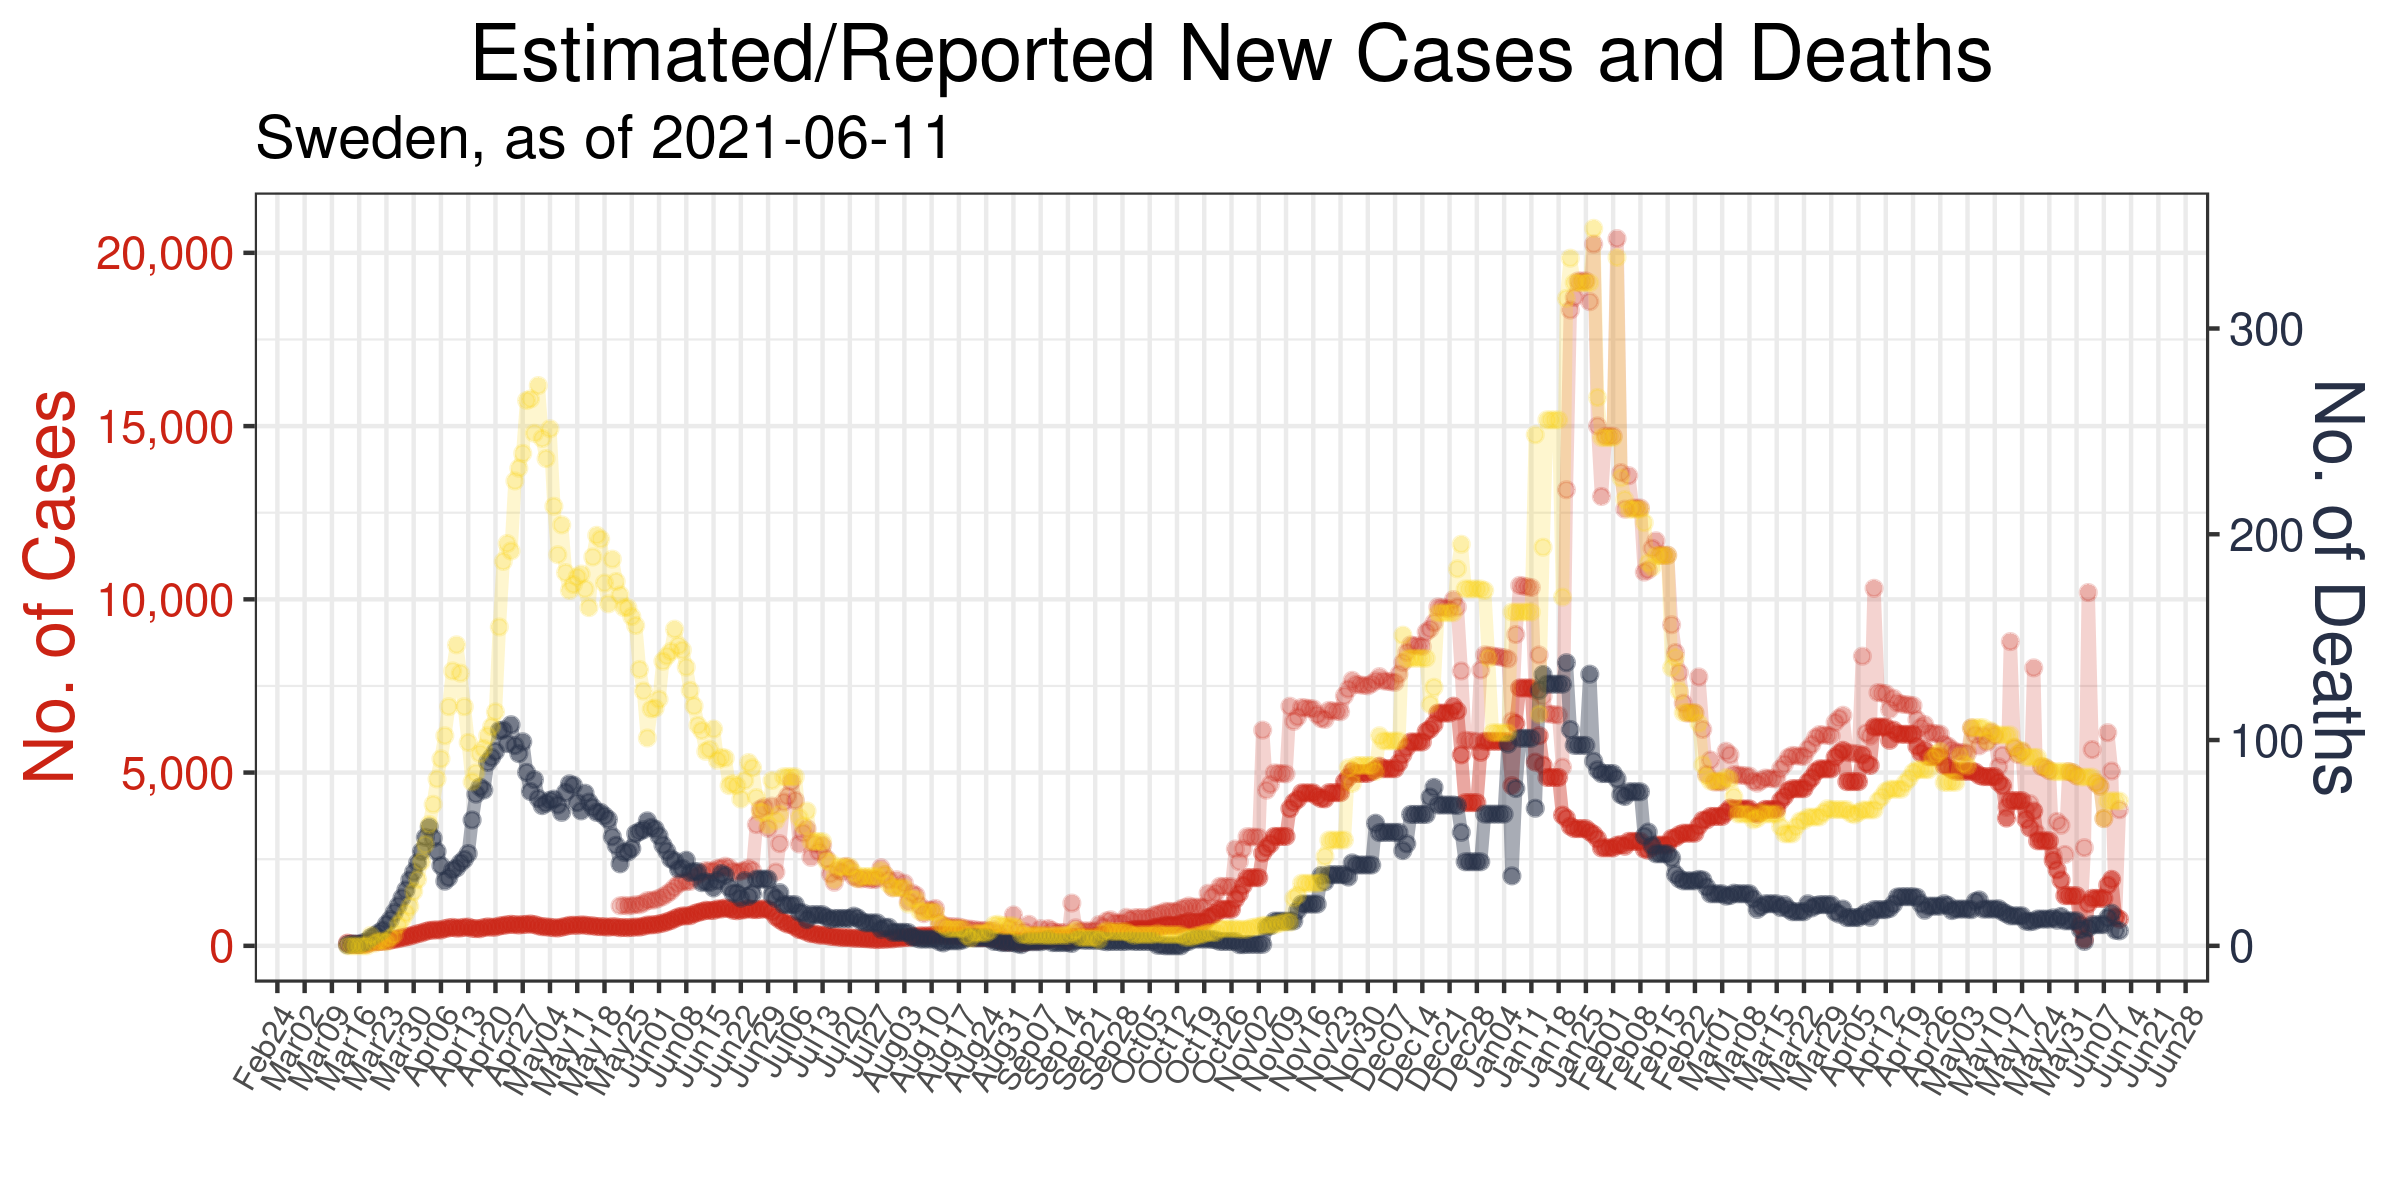 Estimated/Reported New Cases and Deaths
Sweden, as of 2021-06-11
No. of Cases
20,000
15,000
10,000
5,000
0
No. of Deaths
300
200
100
0
Feb24
Mar02
Mar09
Mar16
Mar23
Mar30
Apr06
Apr13
Apr20
Apr27
May04
May11
May18
May25
Jun01
Jun08
Jun15
Jun22
Jun29
Jul06
Jul13
Jul20
Jul27
Aug03
Aug10
Aug17
Aug24
Aug31
Sep07
Sep14
Sep21
Sep28
Oct05
Oct12
Oct19
Oct26
Nov02
Nov09
Nov16
Nov23
Nov30
Dec07
Dec14
Dec21
Dec28
Jan04
Jan11
Jan18
Jan25
Feb01
Feb08
Feb15
Feb22
Mar01
Mar08
Mar15
Mar22
Mar29
Apr05
Apr12
Apr19
Apr26
May03
May10
May17
May24
May31
Jun07
Jun14
Jun21
Jun28